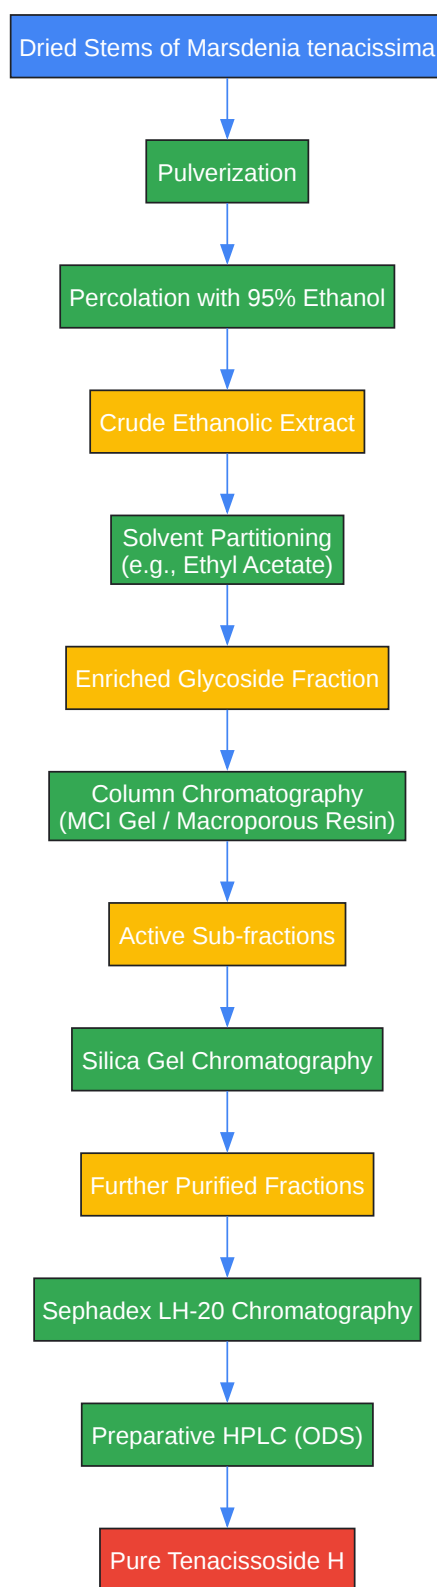 Dried Stems of Marsdenia tenacissima
Pulverization
Percolation with 95% Ethanol
Crude Ethanolic Extract
Solvent Partitioning
(e.g., Ethyl Acetate)
Enriched Glycoside Fraction
Column Chromatography
(MCI Gel / Macroporous Resin)
Active Sub-fractions
Silica Gel Chromatography
Further Purified Fractions
Sephadex LH-20 Chromatography
Preparative HPLC (ODS)
Pure Tenacissoside H